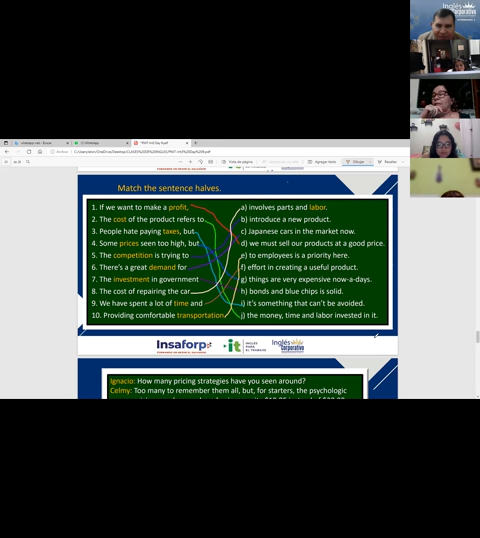 Inglés
Corporativo
Vista de página
Agregar texto
Dibujar
Resaltar
Match the sentence halves.
1. If we want to make a profit,
2. The cost of the product refers to
3. People hate paying taxes, but
4. Some prices seen too high, but
5. The competition is trying to
6. There's a great demand for
7. The investment in government
8. The cost of repairing the car
9. We have spent a lot of time and
10. Providing comfortable transportation
a) involves parts and labor.
b) introduce a new product.
c) Japanese cars in the market now.
d) we must sell our products at a good price.
e) to employees is a priority here.
f) effort in creating a useful product.
g) things are very expensive now-a-days.
h) bonds and blue chips is solid.
i) it's something that can't be avoided.
j) the money, time and labor invested in it.
Insaforp
it
INGLÉS
PARA
EL TRABAJO
Inglés
Corporativo
Ignacio: How many pricing strategies have you seen around?
Celmy: Too many to remember them all, but, for starters, the psychologic